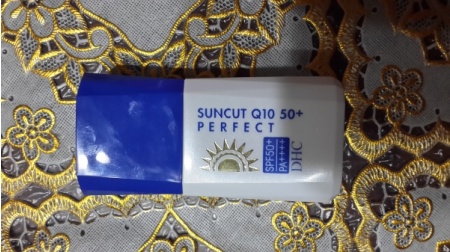 SUNCUT Q10 50+
PERFECT
SPF50+
PA++++
DHC